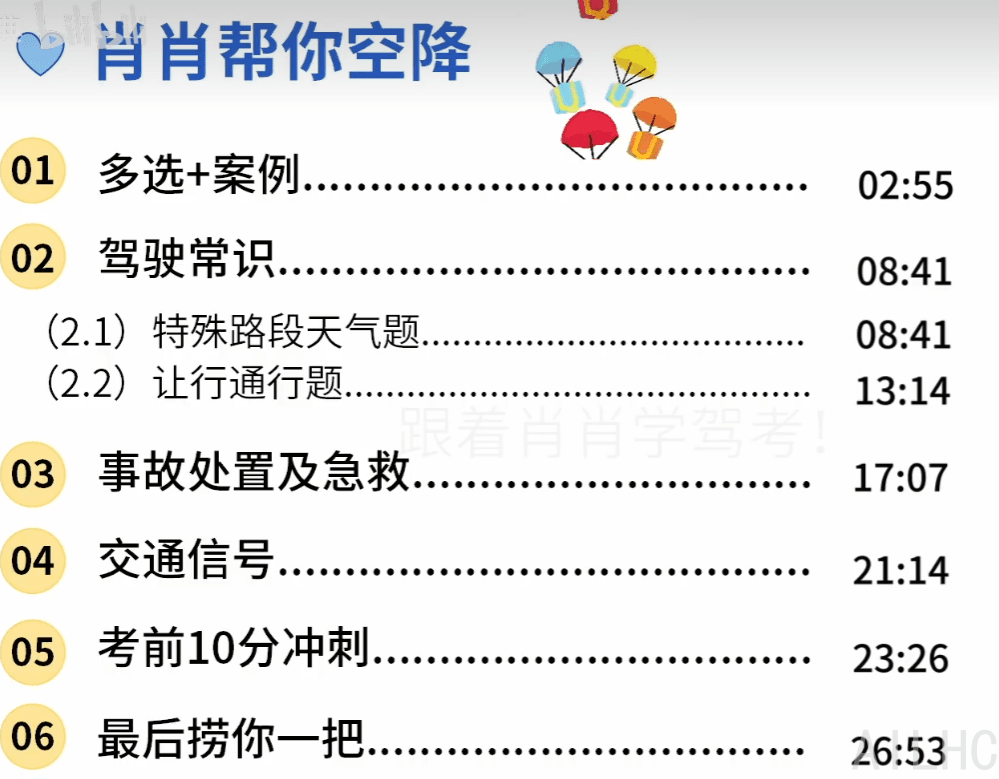 肖肖帮你空降
01 多选+案例 02:55
02 驾驶常识 08:41
（2.1）特殊路段天气题 08:41
（2.2）让行通行题 13:14
跟着肖肖学驾考！
03 事故处置及急救 17:07
04 交通信号 21:14
05 考前10分冲刺 23:26
06 最后捞你一把 26:53